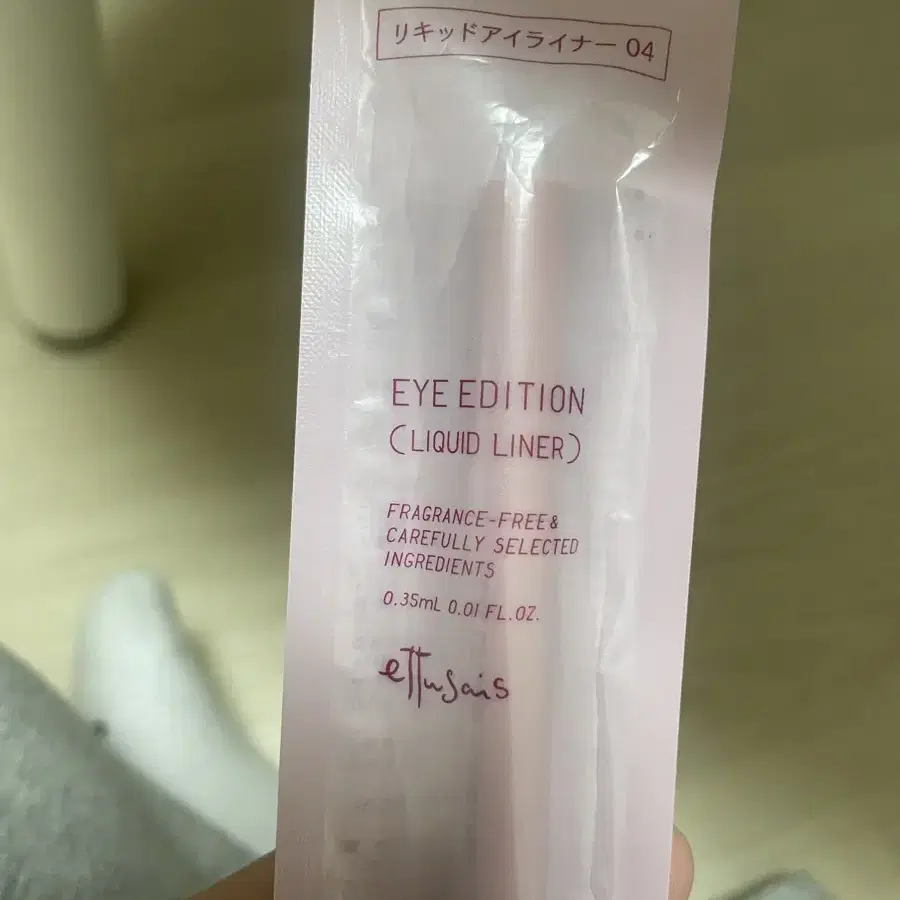 リキッドアイライナー 04
EYE EDITION
(LIQUID LINER)
FRAGRANCE-FREE &
CAREFULLY SELECTED
INGREDIENTS
0.35mL 0.01 FL.OZ.
ettusais